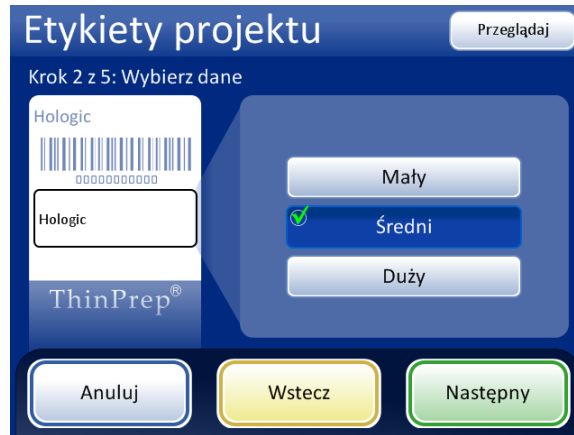 Etykiety projektu
Przeglądaj
Krok 2 z 5: Wybierz dane
Hologic
00000000000
Hologic
ThinPrep®
Mały
Średni
Duży
Anuluj
Wstecz
Następny